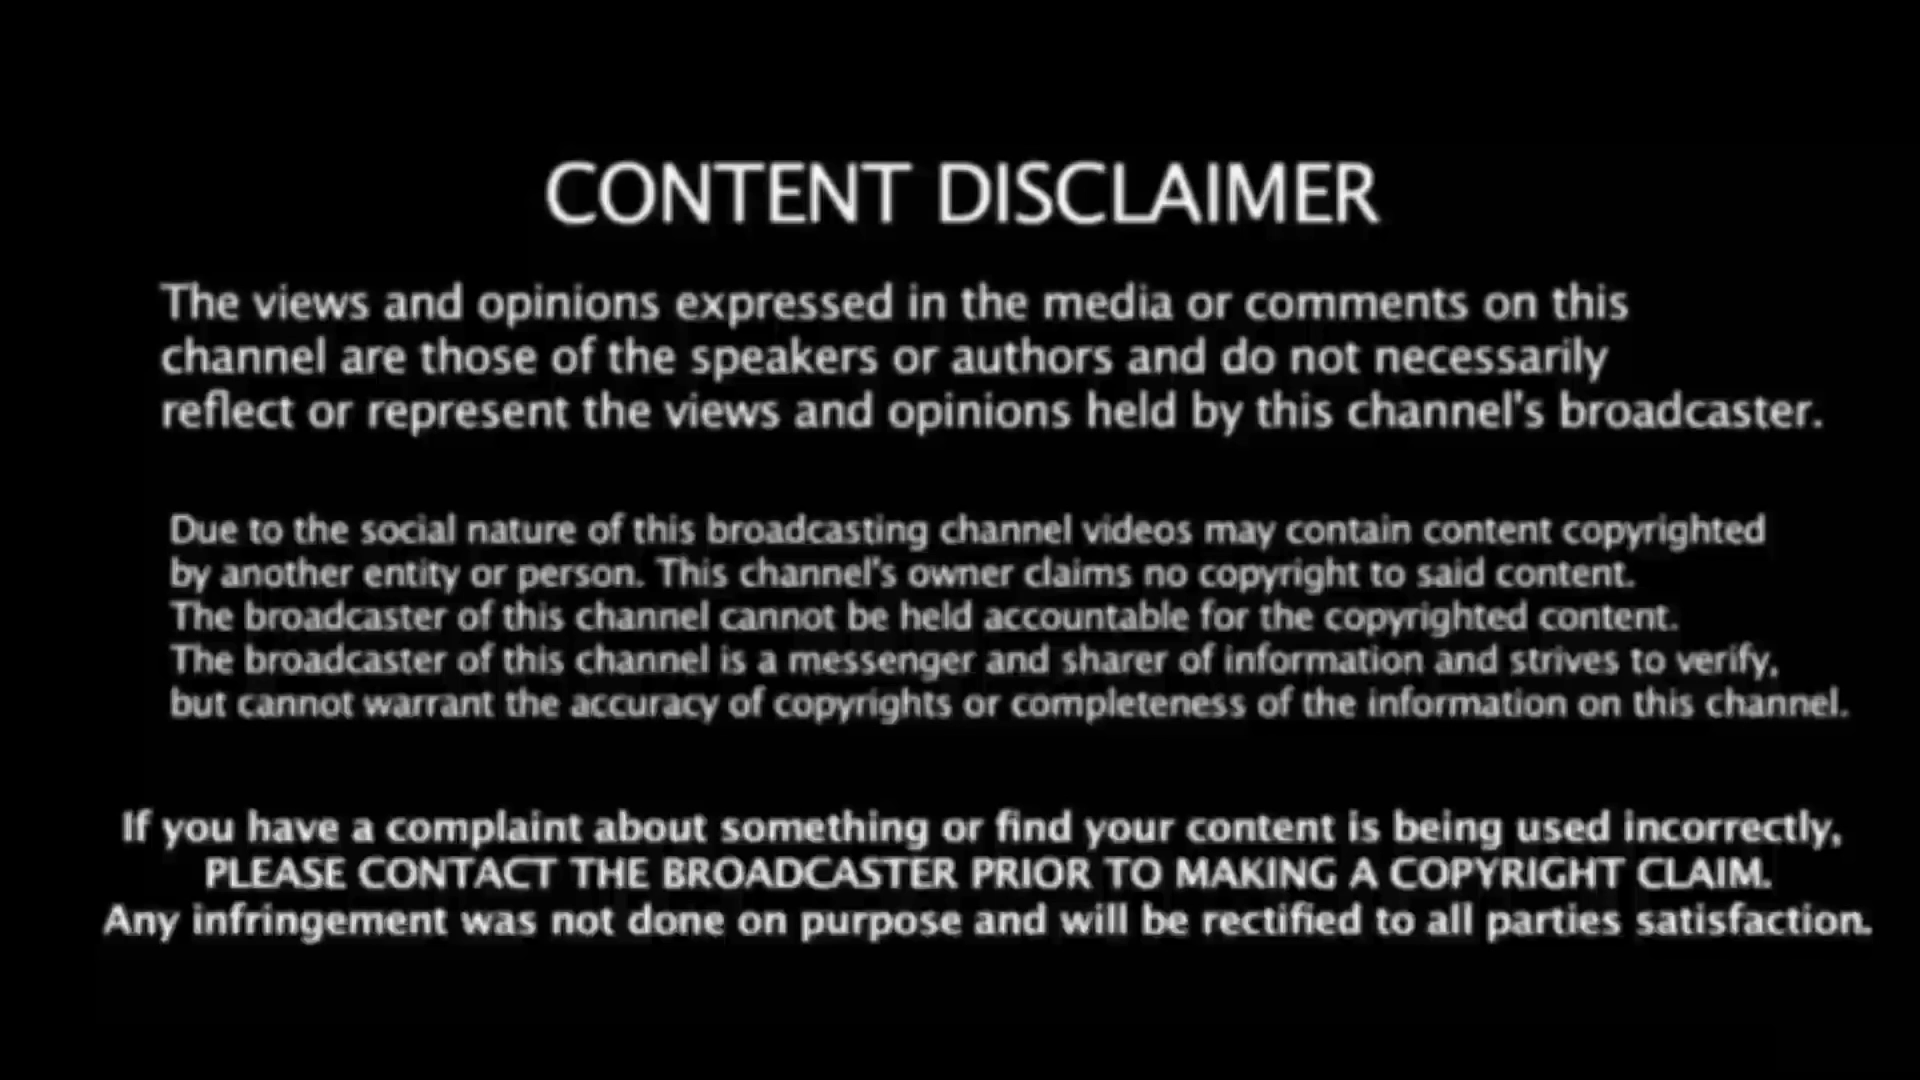 CONTENT DISCLAIMER
The views and opinions expressed in the media or comments on this
channel are those of the speakers or authors and do not necessarily
reflect or represent the views and opinions held by this channel's broadcaster.
Due to the social nature of this broadcasting channel videos may contain content copyrighted
by another entity or person. This channel's owner claims no copyright to said content.
The broadcaster of this channel cannot be held accountable for the copyrighted content.
The broadcaster of this channel is a messenger and sharer of information and strives to verify,
but cannot warrant the accuracy of copyrights or completeness of the information on this channel.
If you have a complaint about something or find your content is being used incorrectly,
PLEASE CONTACT THE BROADCASTER PRIOR TO MAKING A COPYRIGHT CLAIM.
Any infringement was not done on purpose and will be rectified to all parties satisfaction.